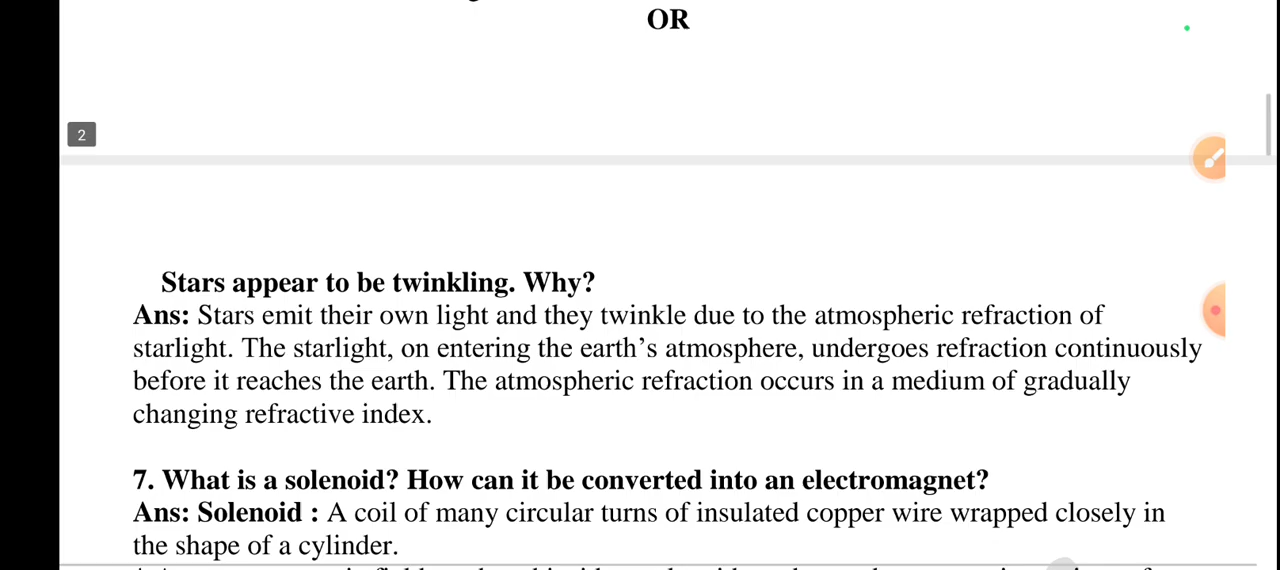 OR
2
Stars appear to be twinkling. Why?
Ans: Stars emit their own light and they twinkle due to the atmospheric refraction of
starlight. The starlight, on entering the earth’s atmosphere, undergoes refraction continuously
before it reaches the earth. The atmospheric refraction occurs in a medium of gradually
changing refractive index.
7. What is a solenoid? How can it be converted into an electromagnet?
Ans: Solenoid : A coil of many circular turns of insulated copper wire wrapped closely in
the shape of a cylinder.